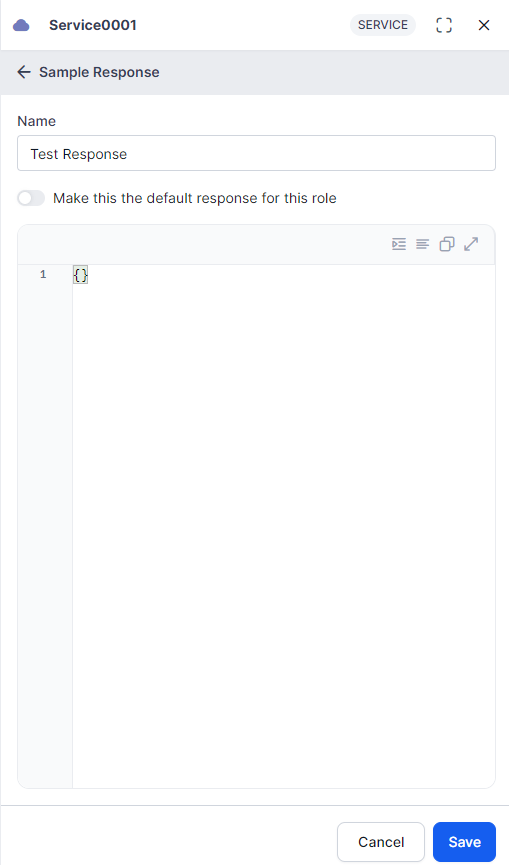 Service0001 SERVICE
Sample Response
Name
Test Response
Make this the default response for this role
1 {}
Cancel Save